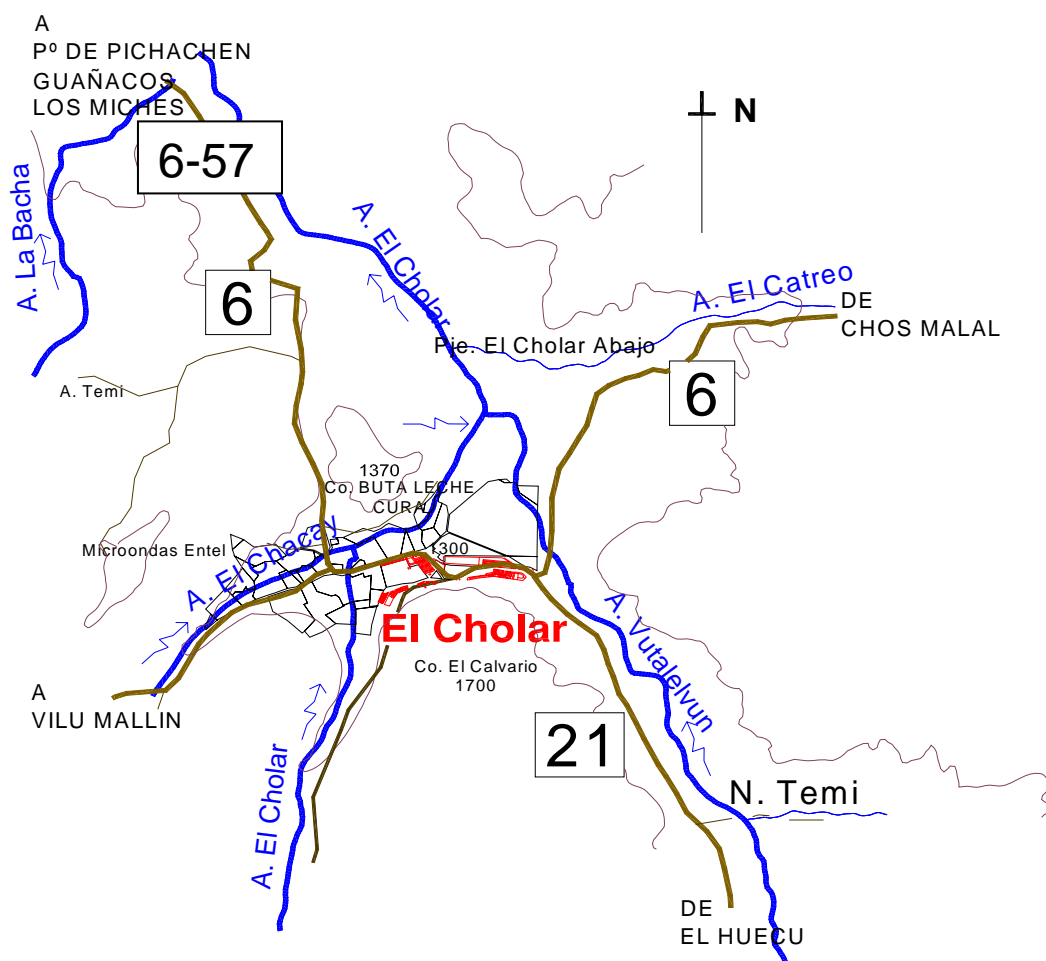 A
Pº DE PICHACHEN
GUAÑACOS
LOS MICHES
N
6-57
A. La Bacha
A. El Cholar
6
A. El Catreo
DE
CHOS MALAL
Pje. El Cholar Abajo
6
A. Temi
1370
Co. BUTA LECHE
CURA
Microondas Entel
A. El Chacay
1300
El Cholar
A. Vutalelvun
Co. El Calvario
1700
A
VILU MALLIN
21
A. El Cholar
N. Temi
DE
EL HUECU